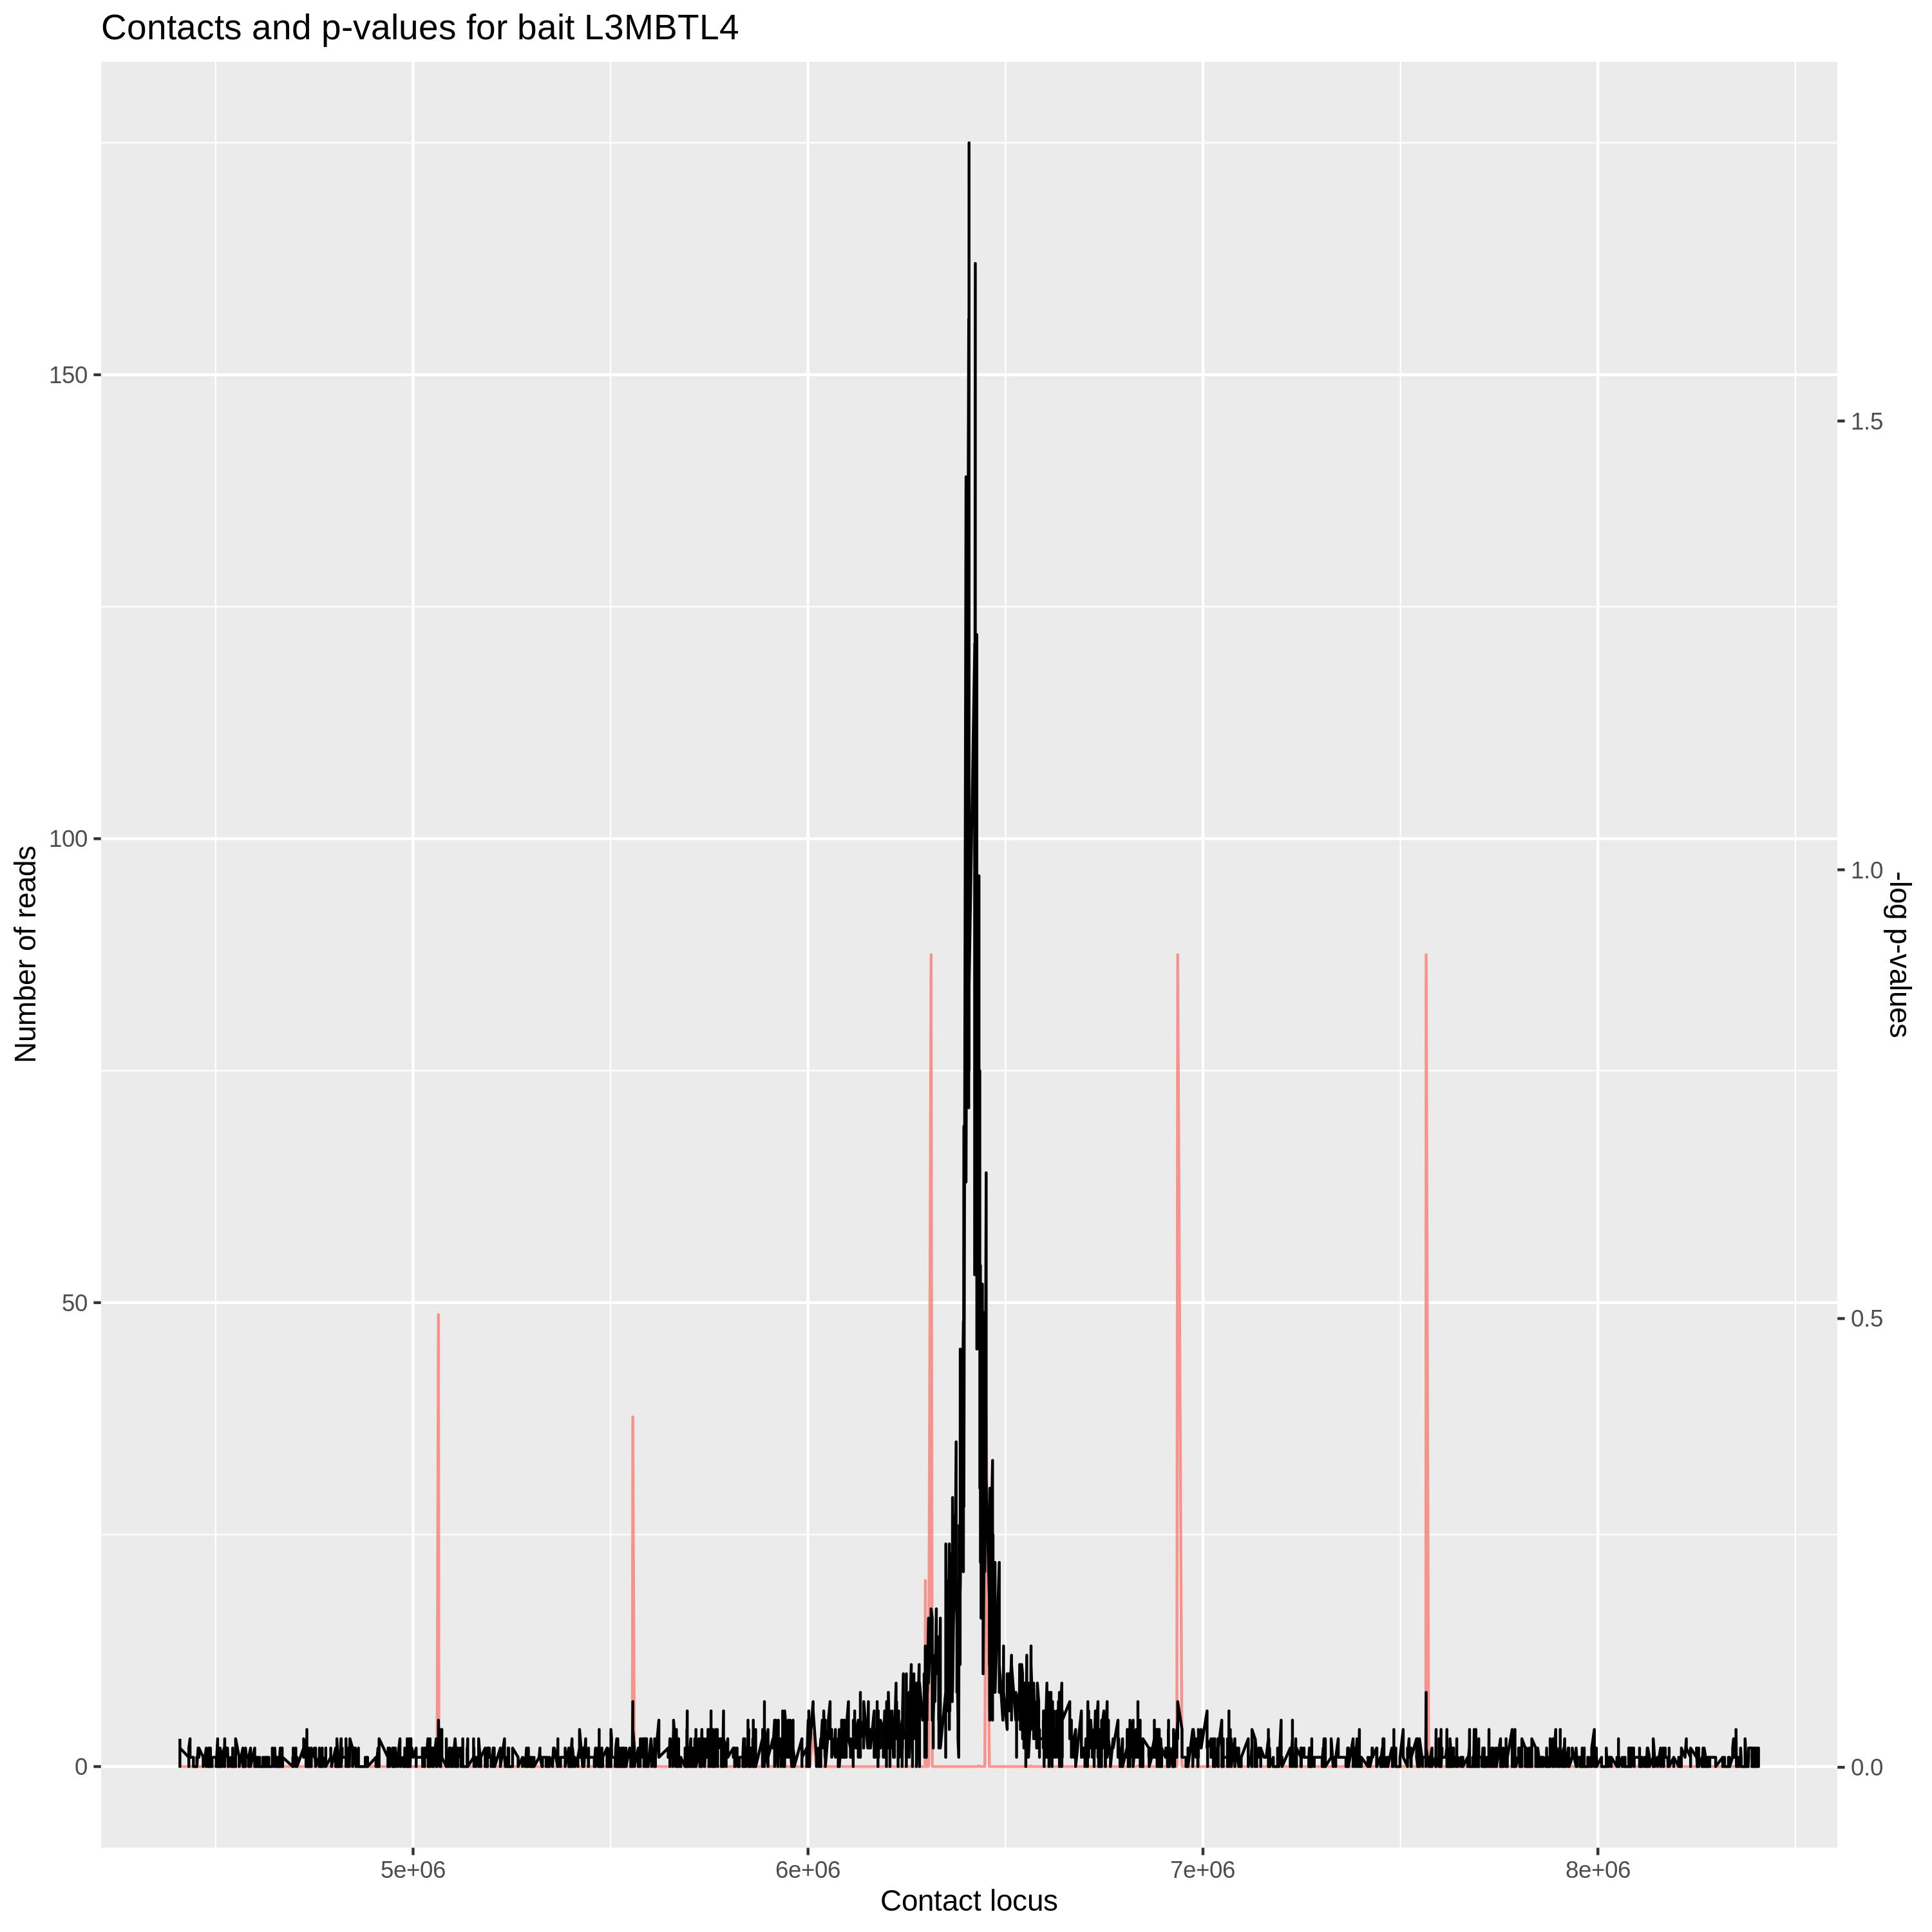 Contacts and p-values for bait L3MBTL4
Number of reads
150
100
50
0
1.5
1.0
0.5
0.0
-log p-values
5e+06 6e+06 7e+06 8e+06
Contact locus